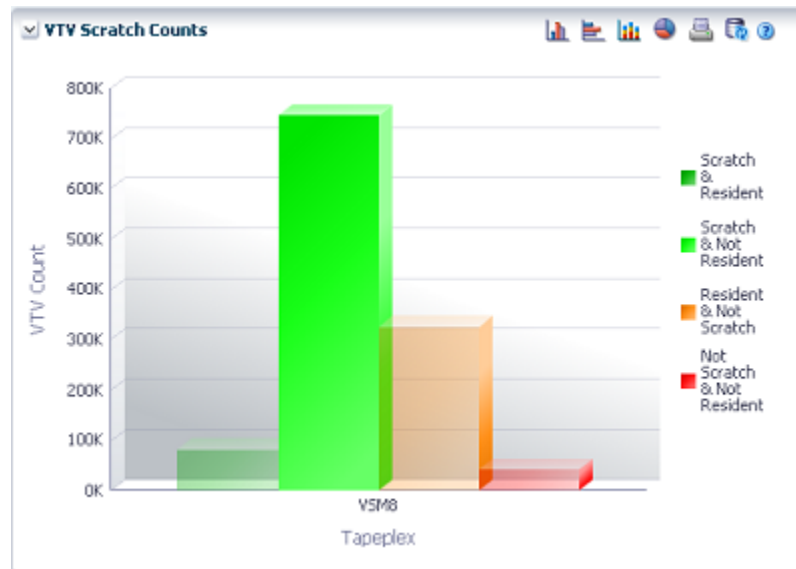 VTV Scratch Counts
800K
700K
600K
500K
400K
300K
200K
100K
0K
VTV Count
VSM8
Tapeplex
Scratch
&
Resident
Scratch
& Not
Resident
Resident
& Not
Scratch
Not
Scratch
& Not
Resident
?